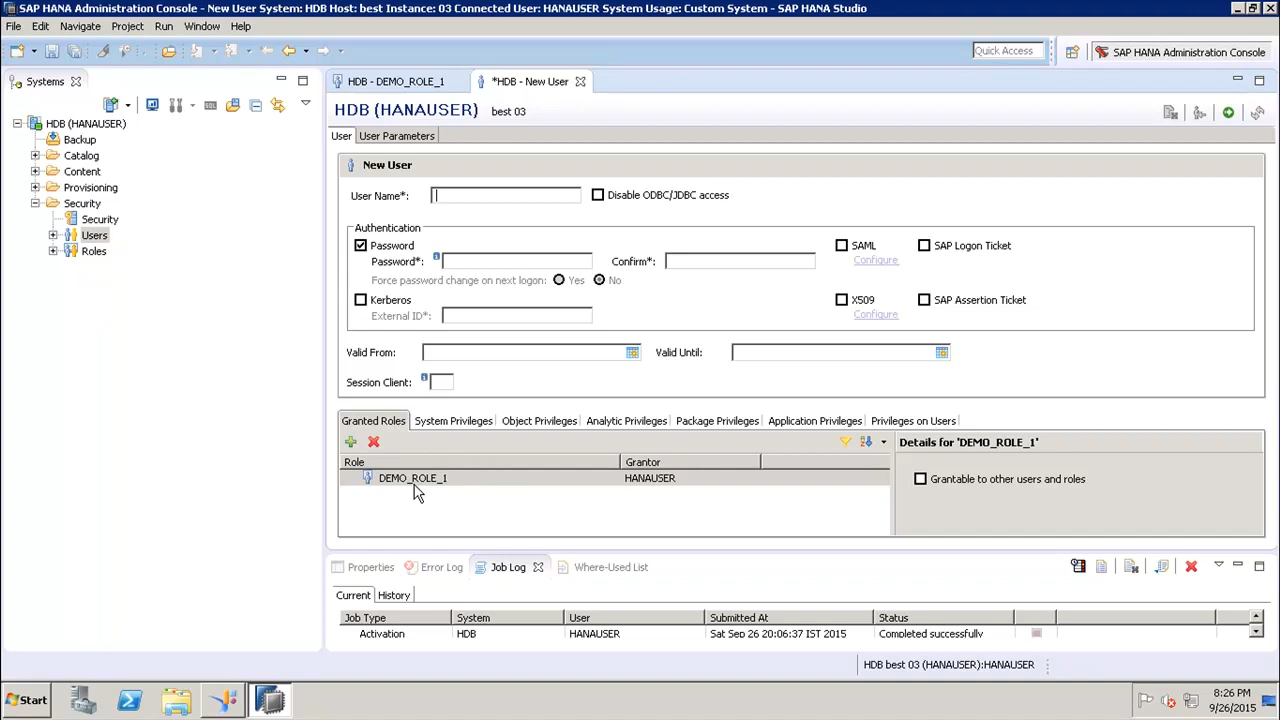 SAP HANA Administration Console - New User System: HDB Host: best Instance: 03 Connected User: HANAUSER System Usage: Custom System - SAP HANA Studio
File Edit Navigate Project Run Window Help
Quick Access
SAP HANA Administration Console
Systems
HDB (HANAUSER)
Backup
Catalog
Content
Provisioning
Security
Security
Users
Roles
HDB - DEMO_ROLE_1
*HDB - New User
HDB (HANAUSER) best 03
User User Parameters
New User
User Name*: Disable ODBC/JDBC access
Authentication
Password SAML SAP Logon Ticket
Password*: Confirm*: Configure
Force password change on next logon: Yes No
Kerberos X509 SAP Assertion Ticket
External ID*: Configure
Valid From: Valid Until:
Session Client:
Granted Roles System Privileges Object Privileges Analytic Privileges Package Privileges Application Privileges Privileges on Users
Details for 'DEMO_ROLE_1'
Role Grantor
DEMO_ROLE_1 HANAUSER
Grantable to other users and roles
Properties Error Log Job Log Where-Used List
Current History
Job Type System User Submitted At Status
Activation HDB HANAUSER Sat Sep 26 20:06:37 IST 2015 Completed successfully
HDB best 03 (HANAUSER):HANAUSER
Start
8:26 PM
9/26/2015